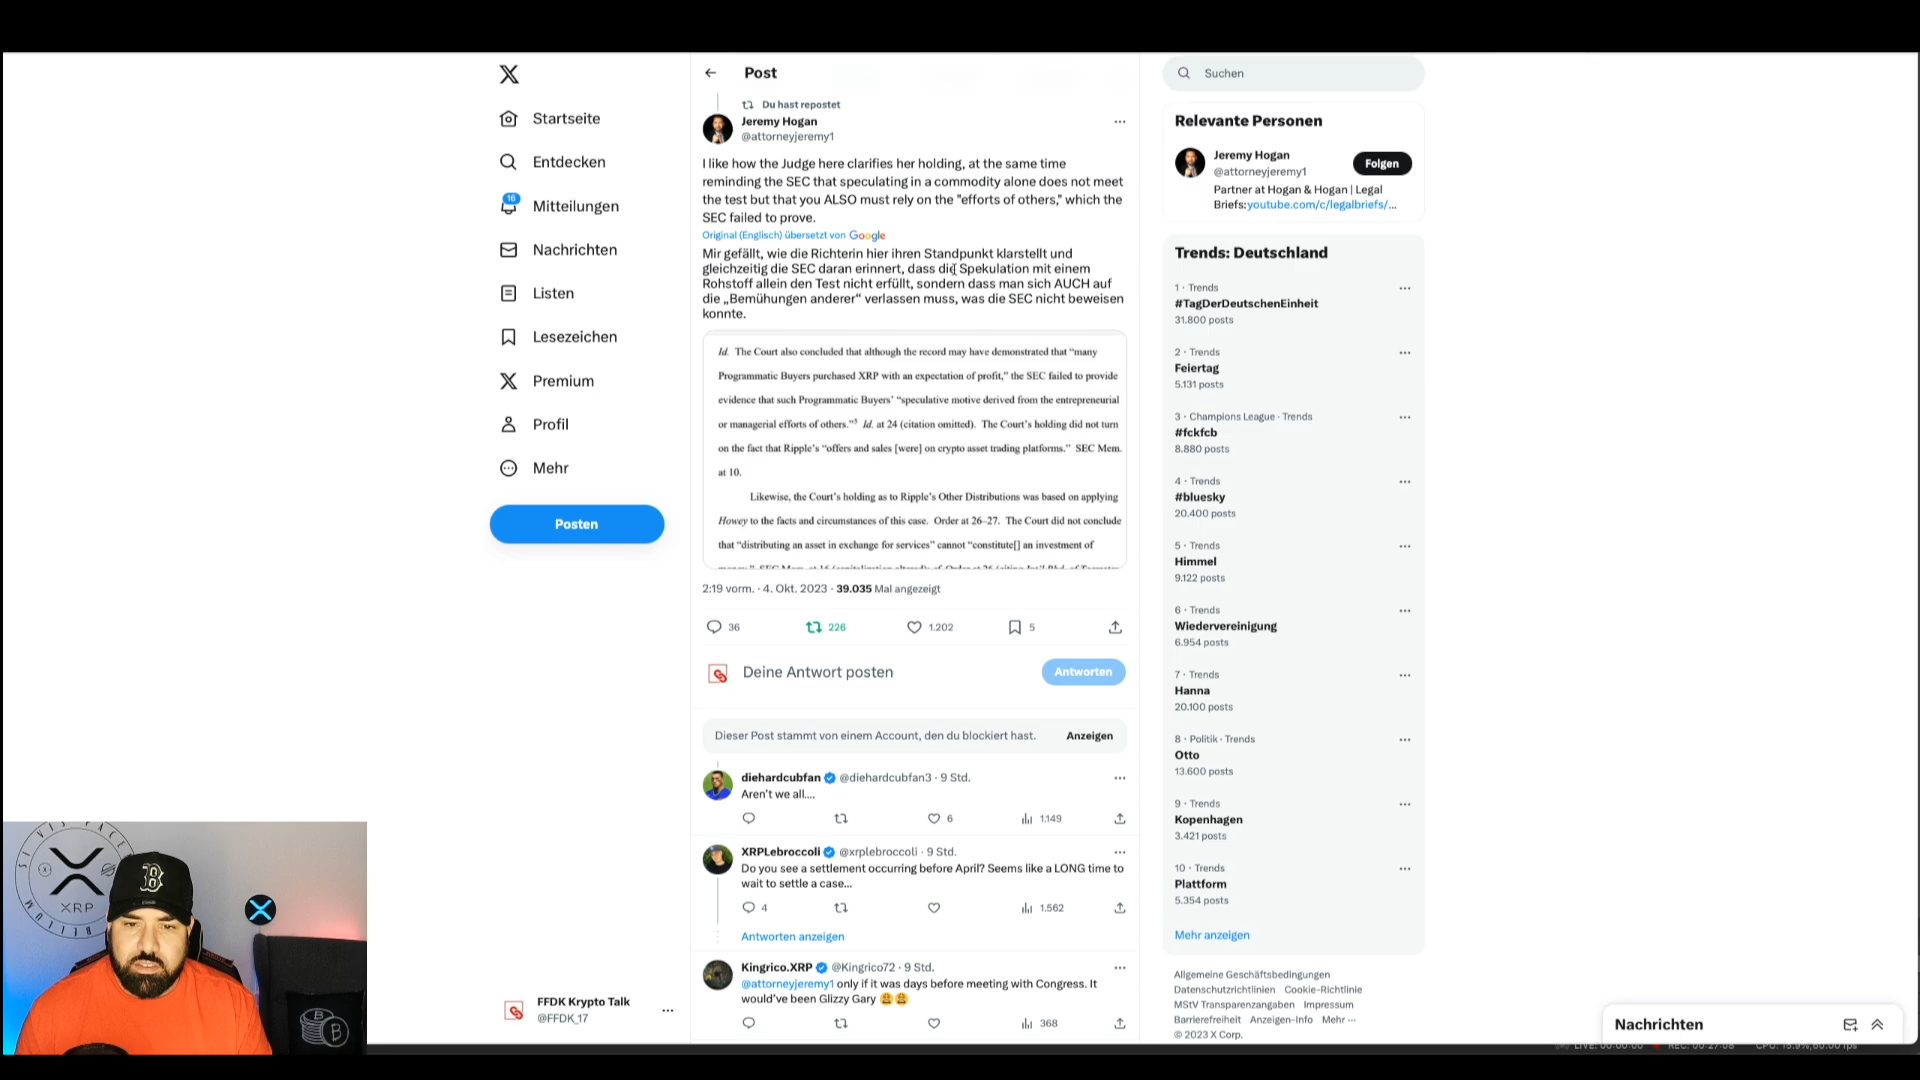 Startseite
Entdecken
16
Mitteilungen
Nachrichten
Listen
Lesezeichen
Premium
Profil
Mehr
Posten
FFDK Krypto Talk
@FFDK_17
Post
Du hast repostet
Jeremy Hogan
@attorneyjeremy1
I like how the Judge here clarifies her holding, at the same time
reminding the SEC that speculating in a commodity alone does not meet
the test but that you ALSO must rely on the "efforts of others," which the
SEC failed to prove.
Original (Englisch) übersetzt von Google
Mir gefällt, wie die Richterin hier ihren Standpunkt klarstellt und
gleichzeitig die SEC daran erinnert, dass die Spekulation mit einem
Rohstoff allein den Test nicht erfüllt, sondern dass man sich AUCH auf
die „Bemühungen anderer“ verlassen muss, was die SEC nicht beweisen
konnte.
Id. The Court also concluded that although the record may have demonstrated that “many
Programmatic Buyers purchased XRP with an expectation of profit,” the SEC failed to provide
evidence that such Programmatic Buyers’ “speculative motive derived from the entrepreneurial
or managerial efforts of others.”⁵ Id. at 24 (citation omitted). The Court’s holding did not turn
on the fact that Ripple’s “offers and sales [were] on crypto asset trading platforms.” SEC Mem.
at 10.
Likewise, the Court’s holding as to Ripple’s Other Distributions was based on applying
Howey to the facts and circumstances of this case. Order at 26–27. The Court did not conclude
that “distributing an asset in exchange for services” cannot “constitute[] an investment of
2:19 vorm. · 4. Okt. 2023 · 39.035 Mal angezeigt
36 226 1.202 5
Deine Antwort posten
Antworten
Dieser Post stammt von einem Account, den du blockiert hast. Anzeigen
diehardcubfan @diehardcubfan3 · 9 Std.
Aren't we all....
6 1.149
XRPLebroccoli @xrplebroccoli · 9 Std.
Do you see a settlement occurring before April? Seems like a LONG time to
wait to settle a case...
4 1.562
Antworten anzeigen
Kingrico.XRP @Kingrico72 · 9 Std.
@attorneyjeremy1 only if it was days before meeting with Congress. It
would've been Glizzy Gary 😩😩
368
Suchen
Relevante Personen
Jeremy Hogan
@attorneyjeremy1
Folgen
Partner at Hogan & Hogan | Legal
Briefs:youtube.com/c/legalbriefs/...
Trends: Deutschland
1 · Trends
#TagDerDeutschenEinheit
31.800 posts
2 · Trends
Feiertag
5.131 posts
3 · Champions League · Trends
#fckfcb
8.880 posts
4 · Trends
#bluesky
20.400 posts
5 · Trends
Himmel
9.122 posts
6 · Trends
Wiedervereinigung
6.954 posts
7 · Trends
Hanna
20.100 posts
8 · Politik · Trends
Otto
13.600 posts
9 · Trends
Kopenhagen
3.421 posts
10 · Trends
Plattform
5.354 posts
Mehr anzeigen
Allgemeine Geschäftsbedingungen
Datenschutzrichtlinien Cookie-Richtlinie
MStV Transparenzangaben Impressum
Barrierefreiheit Anzeigen-Info Mehr ···
© 2023 X Corp.
Nachrichten
XRP
B